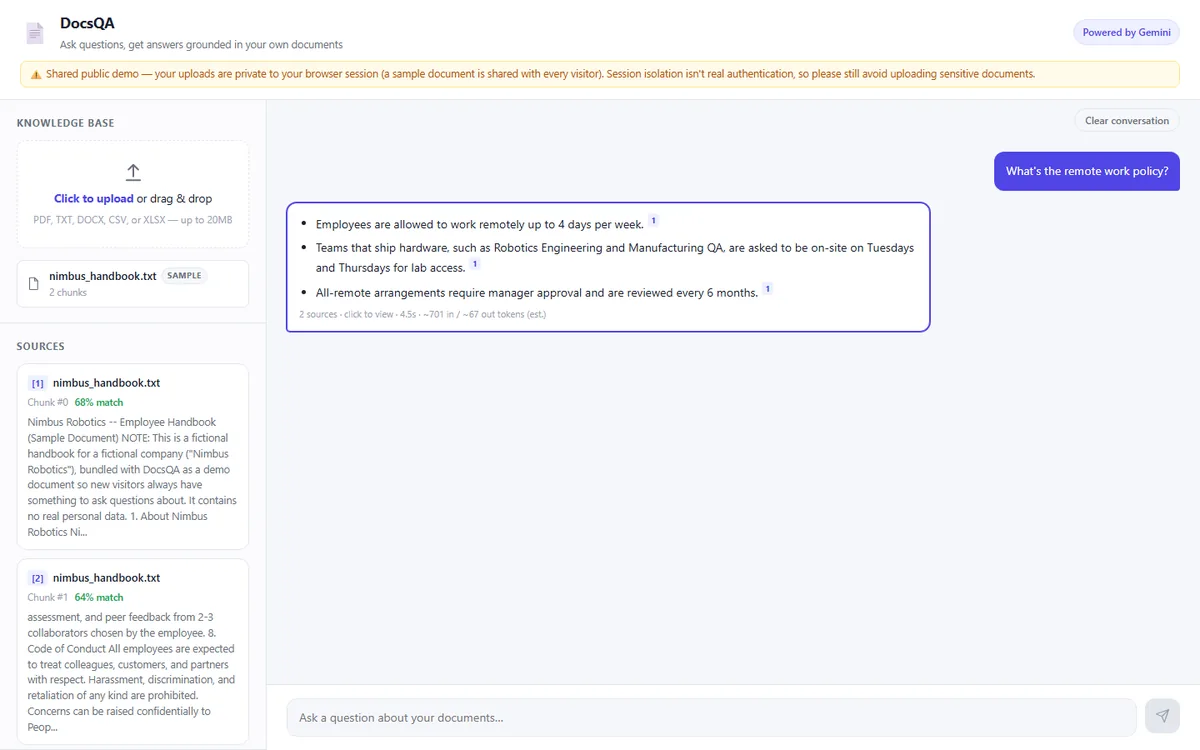 DocsQA
Ask questions, get answers grounded in your own documents
Powered by Gemini
⚠ Shared public demo — your uploads are private to your browser session (a sample document is shared with every visitor). Session isolation isn't real authentication, so please still avoid uploading sensitive documents.
KNOWLEDGE BASE
Click to upload or drag & drop
PDF, TXT, DOCX, CSV, or XLSX — up to 20MB
nimbus_handbook.txt SAMPLE
2 chunks
SOURCES
[1] nimbus_handbook.txt
Chunk #0 68% match
Nimbus Robotics -- Employee Handbook
(Sample Document) NOTE: This is a fictional
handbook for a fictional company ("Nimbus
Robotics"), bundled with DocsQA as a demo
document so new visitors always have
something to ask questions about. It contains
no real personal data. 1. About Nimbus
Robotics Ni...
[2] nimbus_handbook.txt
Chunk #1 64% match
assessment, and peer feedback from 2-3
collaborators chosen by the employee. 8.
Code of Conduct All employees are expected
to treat colleagues, customers, and partners
with respect. Harassment, discrimination, and
retaliation of any kind are prohibited.
Concerns can be raised confidentially to
Peop...
Clear conversation
What's the remote work policy?
• Employees are allowed to work remotely up to 4 days per week. 1
• Teams that ship hardware, such as Robotics Engineering and Manufacturing QA, are asked to be on-site on Tuesdays
and Thursdays for lab access. 1
• All-remote arrangements require manager approval and are reviewed every 6 months. 1
2 sources · click to view · 4.5s · ~701 in / ~67 out tokens (est.)
Ask a question about your documents...